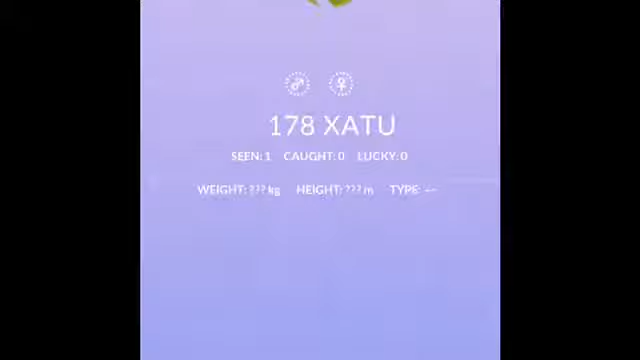 178 XATU
SEEN: 1 CAUGHT: 0 LUCKY: 0
WEIGHT: ??? kg HEIGHT: ??? m TYPE: --